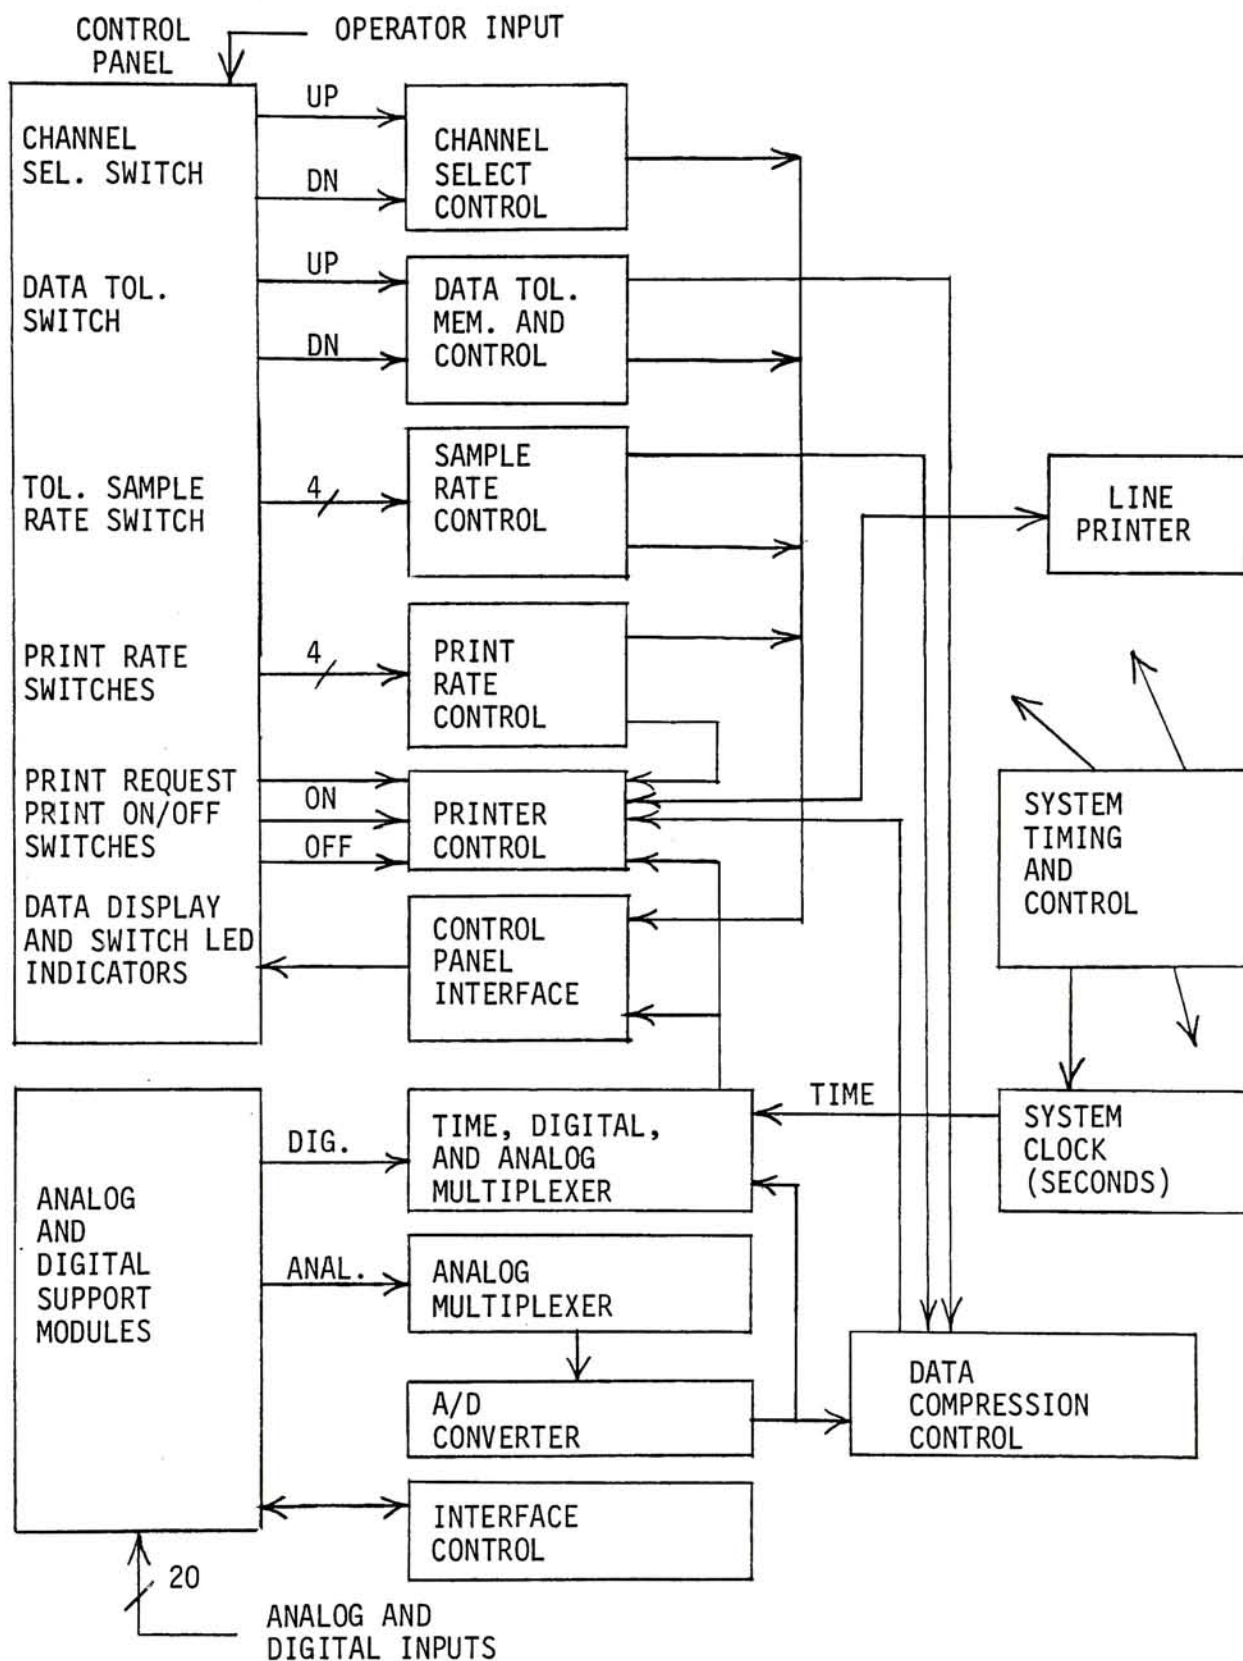 CONTROL
PANEL
OPERATOR INPUT
CHANNEL
SEL. SWITCH
UP
DN
CHANNEL
SELECT
CONTROL
DATA TOL.
SWITCH
UP
DN
DATA TOL.
MEM. AND
CONTROL
TOL. SAMPLE
RATE SWITCH
4
SAMPLE
RATE
CONTROL
LINE
PRINTER
PRINT RATE
SWITCHES
4
PRINT
RATE
CONTROL
PRINT REQUEST
PRINT ON/OFF
SWITCHES
ON
OFF
PRINTER
CONTROL
SYSTEM
TIMING
AND
CONTROL
DATA DISPLAY
AND SWITCH LED
INDICATORS
CONTROL
PANEL
INTERFACE
ANALOG
AND
DIGITAL
SUPPORT
MODULES
DIG.
TIME, DIGITAL,
AND ANALOG
MULTIPLEXER
TIME
SYSTEM
CLOCK
(SECONDS)
ANAL.
ANALOG
MULTIPLEXER
A/D
CONVERTER
DATA
COMPRESSION
CONTROL
INTERFACE
CONTROL
20
ANALOG AND
DIGITAL INPUTS